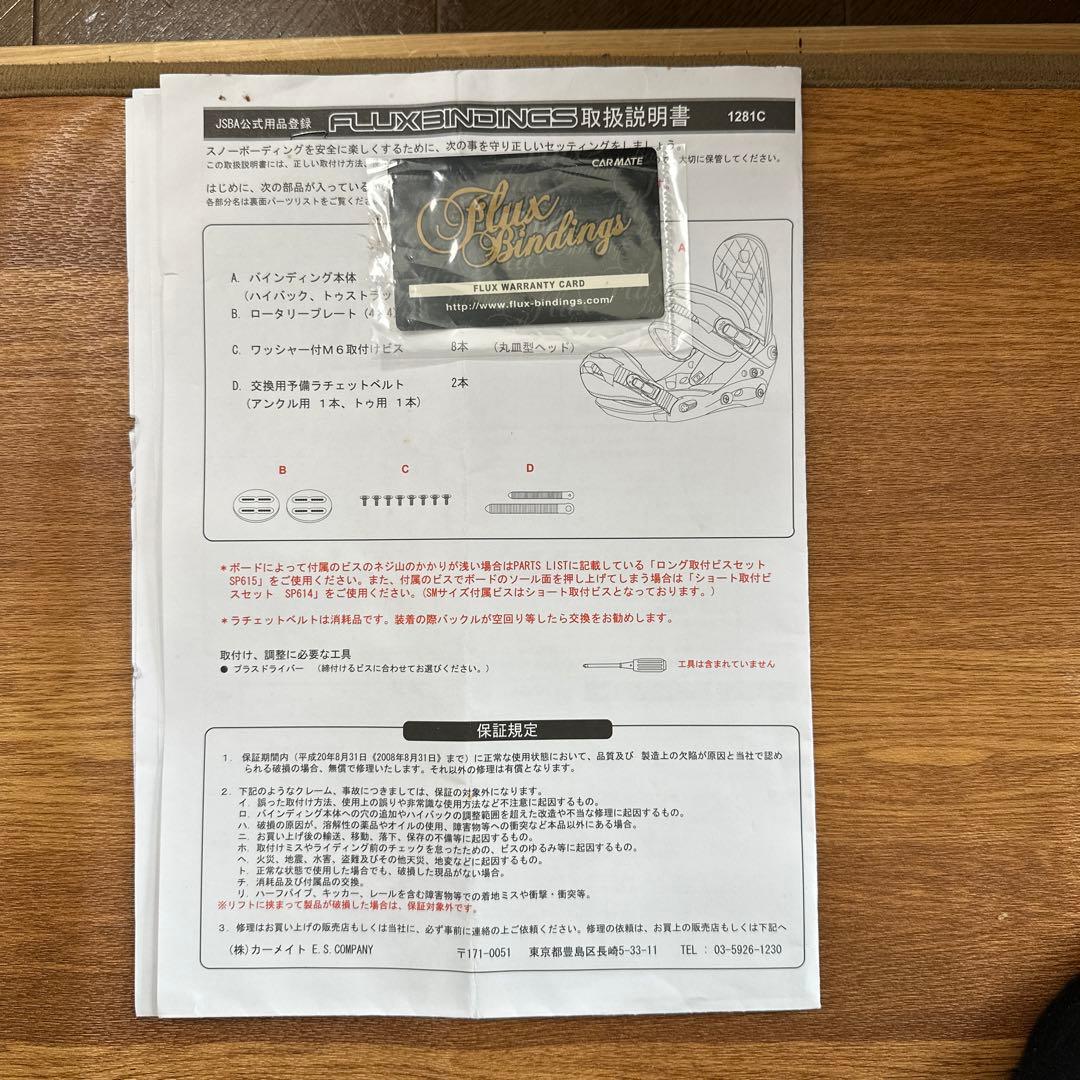 JSBA公式用品登録 FLUXBINDINGS 取扱説明書 1281C
スノーボーディングを安全に楽しくするために、次の事を守り正しいセッティングをしましょう。
この取扱説明書には、正しい取付け方法、 大切に保管してください。
はじめに、次の部品が入っている
各部分名は裏面パーツリストをご覧くださ
CARMATE
Flux
Bindings
FLUX WARRANTY CARD
http://www.flux-bindings.com/
A
A. バインディング本体
(ハイバック、トゥストラッ
B. ロータリープレート (4×4
C. ワッシャー付M6取付けビス 8本 (丸皿型ヘッド)
D. 交換用予備ラチェットベルト 2本
(アンクル用 1本、トゥ用 1本)
B C D
*ボードによって付属のビスのネジ山のかかりが浅い場合はPARTS LISTに記載している「ロング取付ビスセット
SP615」をご使用ください。また、付属のビスでボードのソール面を押し上げてしまう場合は「ショート取付ビ
スセット SP614」をご使用ください。(SMサイズ付属ビスはショート取付ビスとなっております。)
*ラチェットベルトは消耗品です。装着の際バックルが空回り等したら交換をお勧めします。
取付け、調整に必要な工具
● プラスドライバー (締付けるビスに合わせてお選びください。) 工具は含まれていません
保証規定
1. 保証期間内(平成20年8月31日《2008年8月31日》まで)に正常な使用状態において、品質及び 製造上の欠陥が原因と当社で認め
られる破損の場合、無償で修理いたします。それ以外の修理は有償となります。
2. 下記のようなクレーム、事故につきましては、保証の対象外になります。
イ. 誤った取付け方法、使用上の誤りや非常識な使用方法など不注意に起因するもの。
ロ. バインディング本体への穴の追加やハイバックの調整範囲を超えた改造や不当な修理に起因するもの。
ハ. 破損の原因が、溶解性の薬品やオイルの使用、障害物等への衝突など本品以外にある場合。
ニ. お買い上げ後の輸送、移動、落下、保存の不備等に起因するもの。
ホ. 取付けミスやライディング前のチェックを怠ったための、ビスのゆるみ等に起因するもの。
ヘ. 火災、地震、水害、盗難及びその他天災、地変などに起因するもの。
ト. 正常な状態で使用した場合でも、破損した現品がない場合。
チ. 消耗品及び付属品の交換。
リ. ハーフパイプ、キッカー、レールを含む障害物等での着地ミスや衝撃・衝突等。
※リフトに挟まって製品が破損した場合は、保証対象外です。
3. 修理はお買い上げの販売店もしくは当社に、必ず事前に連絡の上ご依頼ください。修理の依頼は、お買上の販売店もしくは下記へ
(株)カーメイト E.S.COMPANY 〒171-0051 東京都豊島区長崎5-33-11 TEL : 03-5926-1230